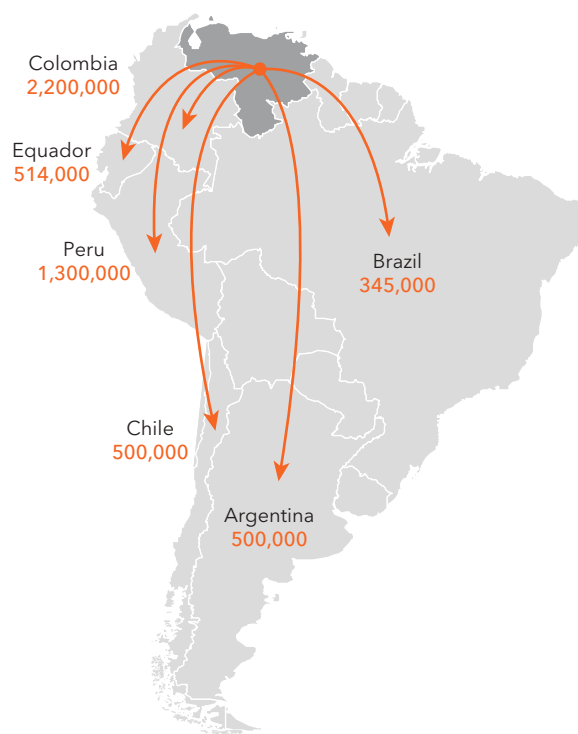 Colombia
2,200,000
Equador
514,000
Peru
1,300,000
Brazil
345,000
Chile
500,000
Argentina
500,000